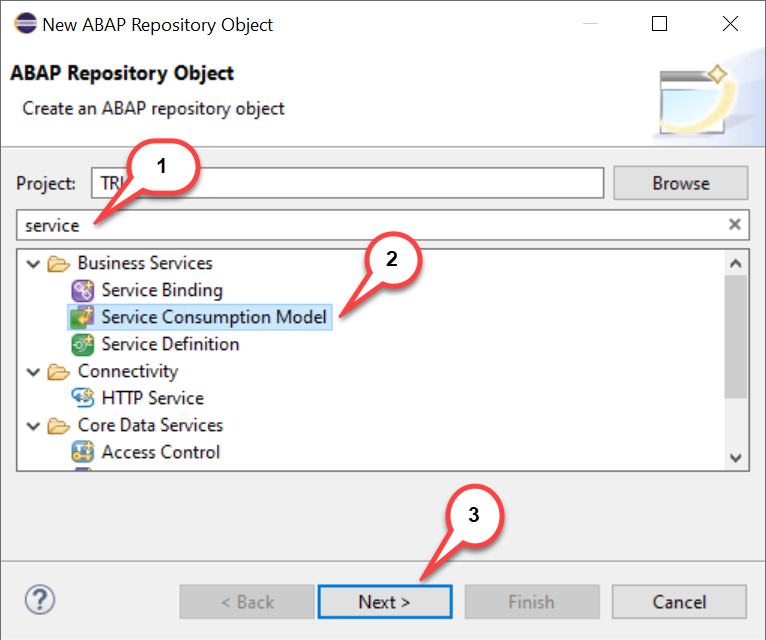 New ABAP Repository Object
ABAP Repository Object
Create an ABAP repository object
1
Project:
Browse
service
2
Business Services
Service Binding
Service Consumption Model
Service Definition
Connectivity
HTTP Service
Core Data Services
Access Control
3
< Back
Next >
Finish
Cancel